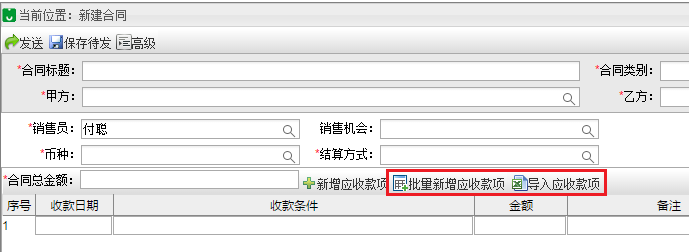 当前位置：新建合同
发送 保存待发 高级
*合同标题： *合同类别：
*甲方： *乙方：
*销售员： 付聪 销售机会：
*币种： *结算方式：
*合同总金额： 新增应收款项 批量新增应收款项 导入应收款项
序号 收款日期 收款条件 金额 备注
1